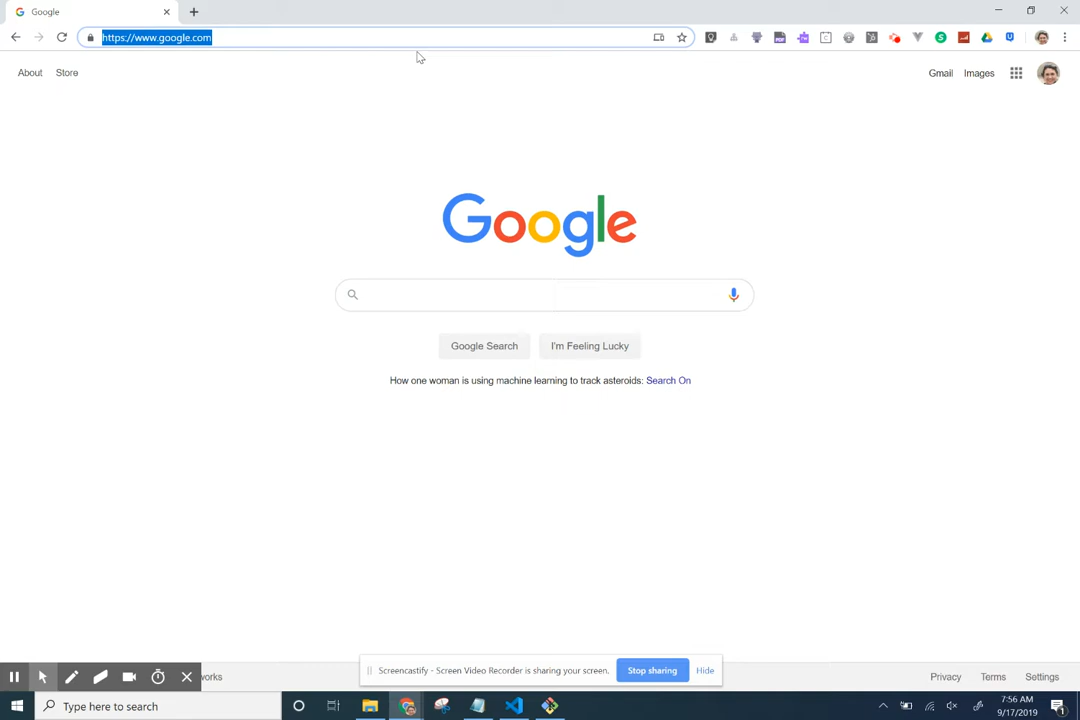 Google
https://www.google.com
About Store
Gmail Images
Google
Google Search I'm Feeling Lucky
How one woman is using machine learning to track asteroids: Search On
works
Screencastify - Screen Video Recorder is sharing your screen. Stop sharing Hide
Privacy Terms Settings
Type here to search
7:56 AM
9/17/2019
1